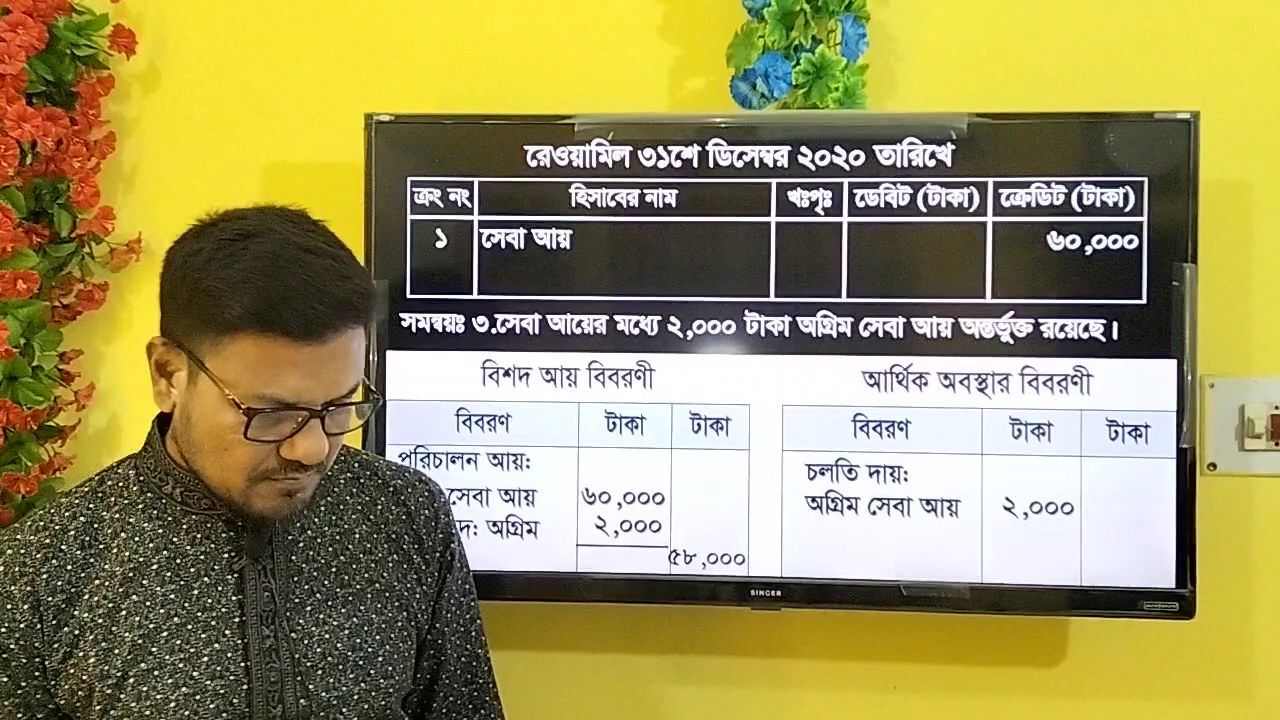 রেওয়ামিল ৩১শে ডিসেম্বর ২০২০ তারিখে
ক্রং নং হিসাবের নাম খঃপৃঃ ডেবিট (টাকা) ক্রেডিট (টাকা)
১ সেবা আয় ৬০,০০০
সমন্বয়ঃ ৩.সেবা আয়ের মধ্যে ২,০০০ টাকা অগ্রিম সেবা আয় অন্তর্ভুক্ত রয়েছে।
বিশদ আয় বিবরণী
বিবরণ টাকা টাকা
পরিচালন আয়:
সেবা আয় ৬০,০০০
দ: অগ্রিম ২,০০০
৫৮,০০০
আর্থিক অবস্থার বিবরণী
বিবরণ টাকা টাকা
চলতি দায়:
অগ্রিম সেবা আয় ২,০০০
SINGER